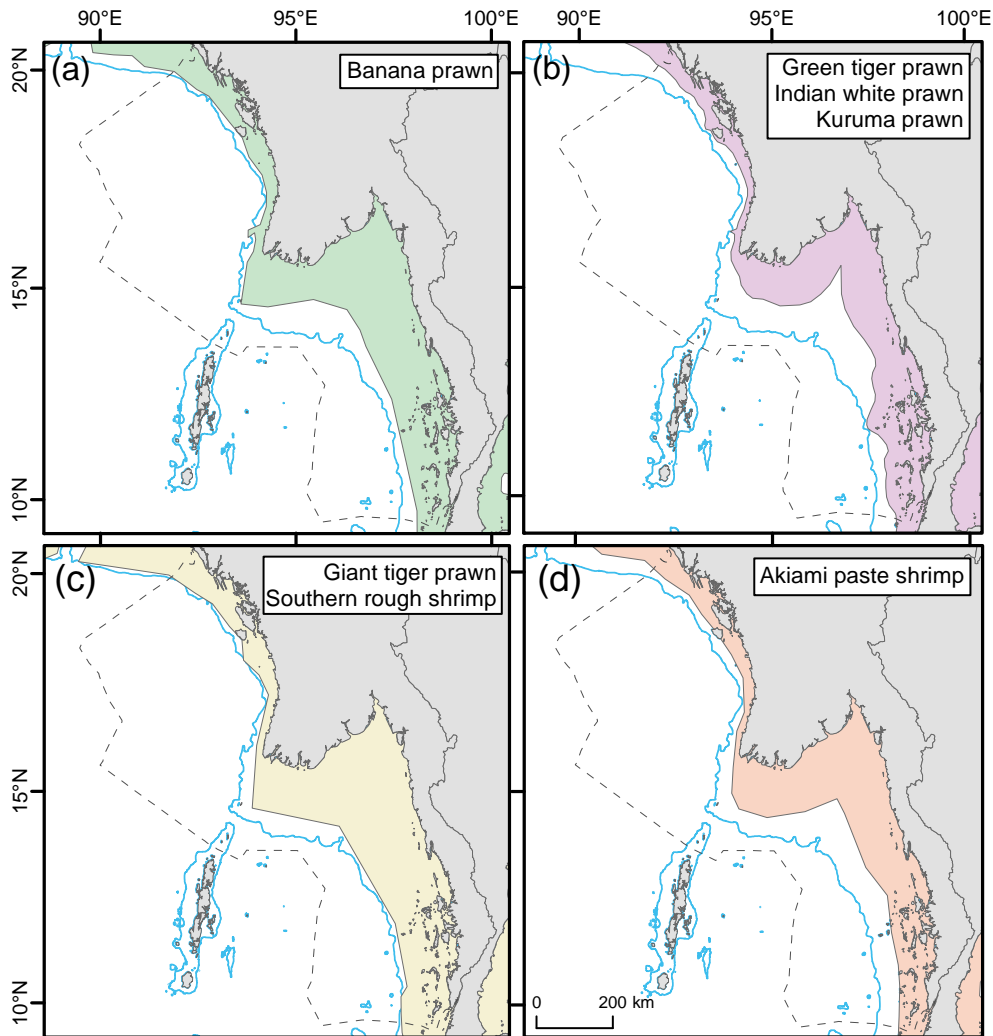 90°E 95°E 100°E 90°E 95°E 100°E
20°N
(a)
Banana prawn
(b)
Green tiger prawn
Indian white prawn
Kuruma prawn
15°N
10°N
20°N
(c)
Giant tiger prawn
Southern rough shrimp
(d)
Akiami paste shrimp
15°N
10°N
0 200 km